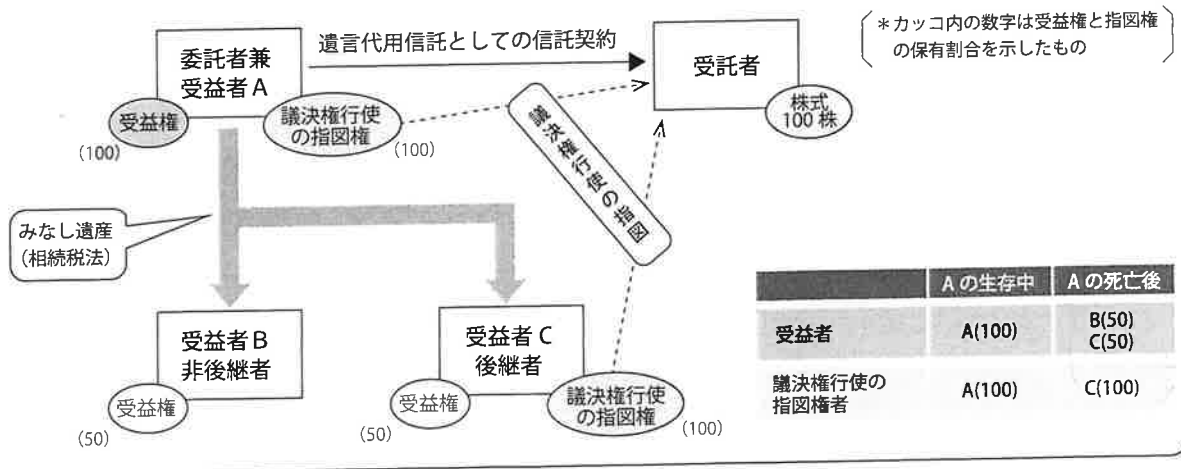 遺言代用信託としての信託契約
＊カッコ内の数字は受益権と指図権
の保有割合を示したもの
委託者兼
受益者A
受益権
(100)
議決権行使
の指図権
(100)
受託者
株式
100株
議決権行使の指図
みなし遺産
(相続税法)
受益者B
非後継者
受益権
(50)
受益者C
後継者
受益権
(50)
議決権行使
の指図権
(100)
Aの生存中
Aの死亡後
受益者
A(100)
B(50)
C(50)
議決権行使の
指図権者
A(100)
C(100)